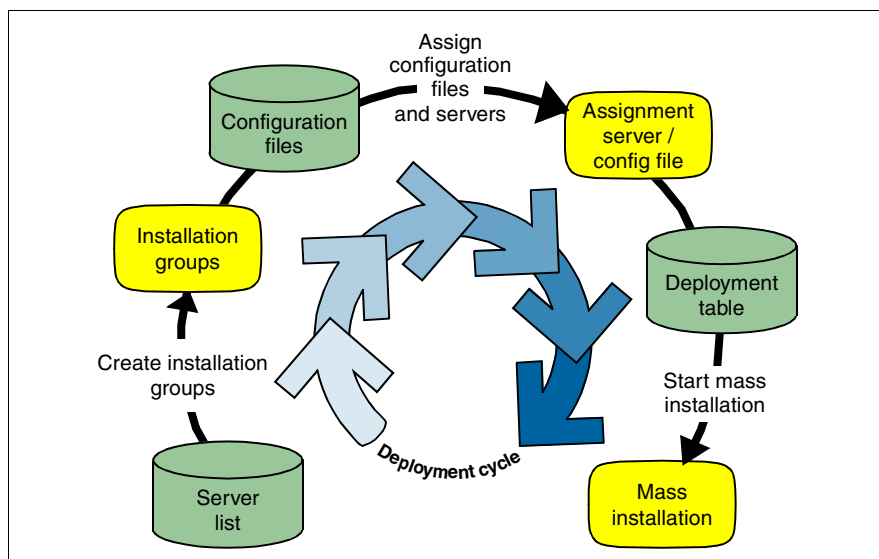 Assign
configuration
files
and servers
Configuration
files
Assignment
server /
config file
Installation
groups
Deployment
table
Create installation
groups
Start mass
installation
Deployment cycle
Server
list
Mass
installation